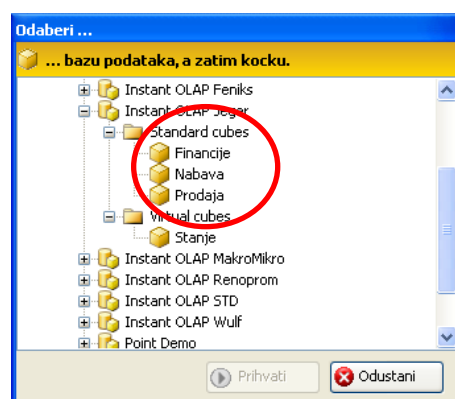 Odaberi ...
... bazu podataka, a zatim kocku.
Instant OLAP Feniks
Instant OLAP Jeger
Standard cubes
Financije
Nabava
Prodaja
Virtual cubes
Stanje
Instant OLAP MakroMikro
Instant OLAP Renoprom
Instant OLAP STD
Instant OLAP Wulf
Point Demo
Prihvati
Odustani